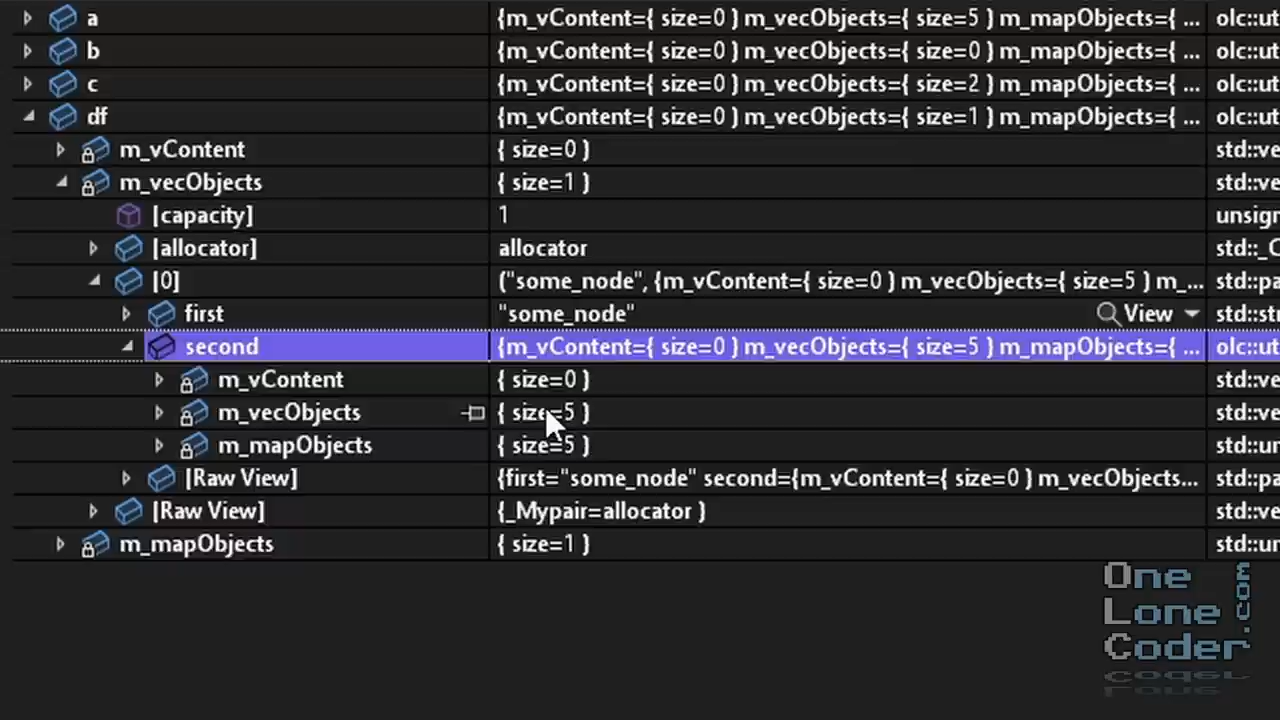 a {m_vContent={ size=0 } m_vecObjects={ size=5 } m_mapObjects={ ... olc::ut
b {m_vContent={ size=0 } m_vecObjects={ size=0 } m_mapObjects={ ... olc::ut
c {m_vContent={ size=0 } m_vecObjects={ size=2 } m_mapObjects={ ... olc::ut
df {m_vContent={ size=0 } m_vecObjects={ size=1 } m_mapObjects={ ... olc::ut
m_vContent { size=0 } std::ve
m_vecObjects { size=1 } std::ve
[capacity] 1 unsign
[allocator] allocator std::_C
[0] ("some_node", {m_vContent={ size=0 } m_vecObjects={ size=5 } m_... std::pa
first "some_node" View std::str
second {m_vContent={ size=0 } m_vecObjects={ size=5 } m_mapObjects={ ... olc::ut
m_vContent { size=0 } std::ve
m_vecObjects { size=5 } std::ve
m_mapObjects { size=5 } std::un
[Raw View] {first="some_node" second={m_vContent={ size=0 } m_vecObjects... std::pa
[Raw View] {_Mypair=allocator } std::ve
m_mapObjects { size=1 } std::un
One
Lone
Coder
.com